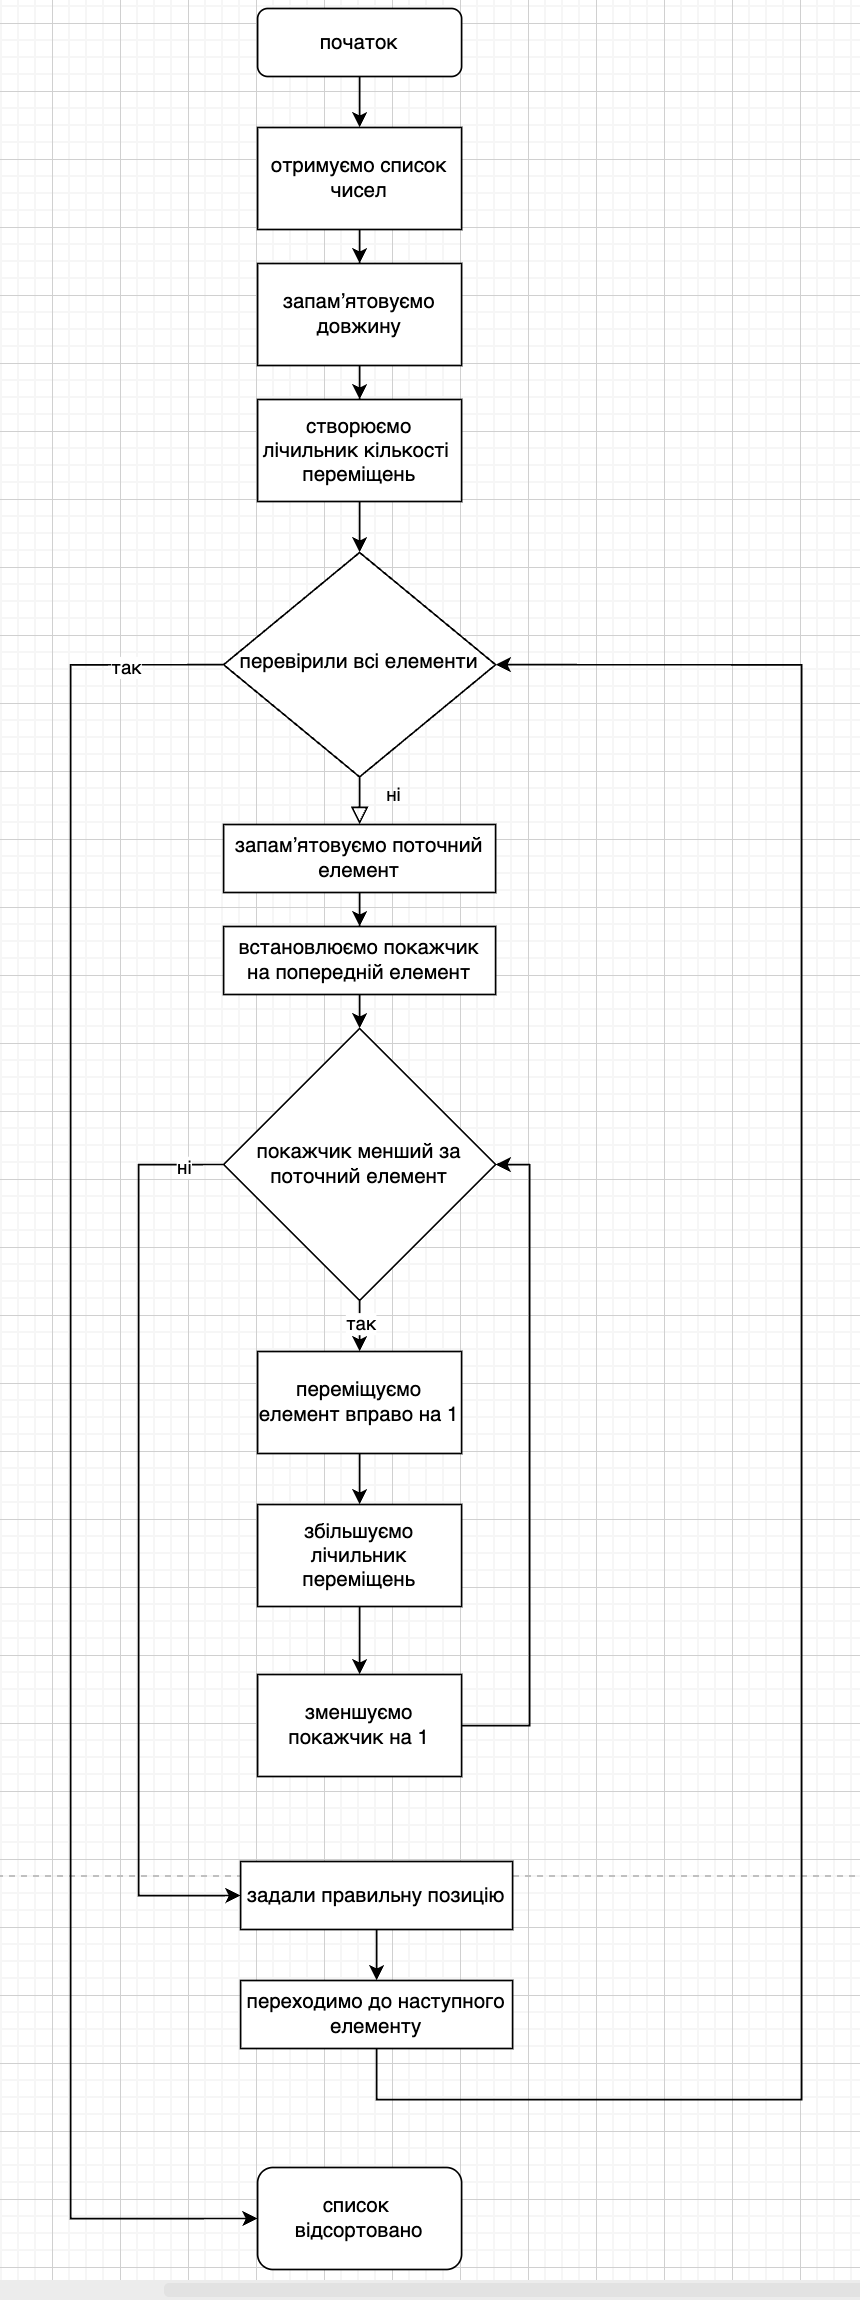 початок
отримуємо список
чисел
запам'ятовуємо
довжину
створюємо
лічильник кількості
переміщень
перевірили всі елементи
так
ні
запам'ятовуємо поточний
елемент
встановлюємо покажчик
на попередній елемент
покажчик менший за
поточний елемент
ні
так
переміщуємо
елемент вправо на 1
збільшуємо
лічильник
переміщень
зменшуємо
покажчик на 1
задали правильну позицію
переходимо до наступного
елементу
список
відсортовано